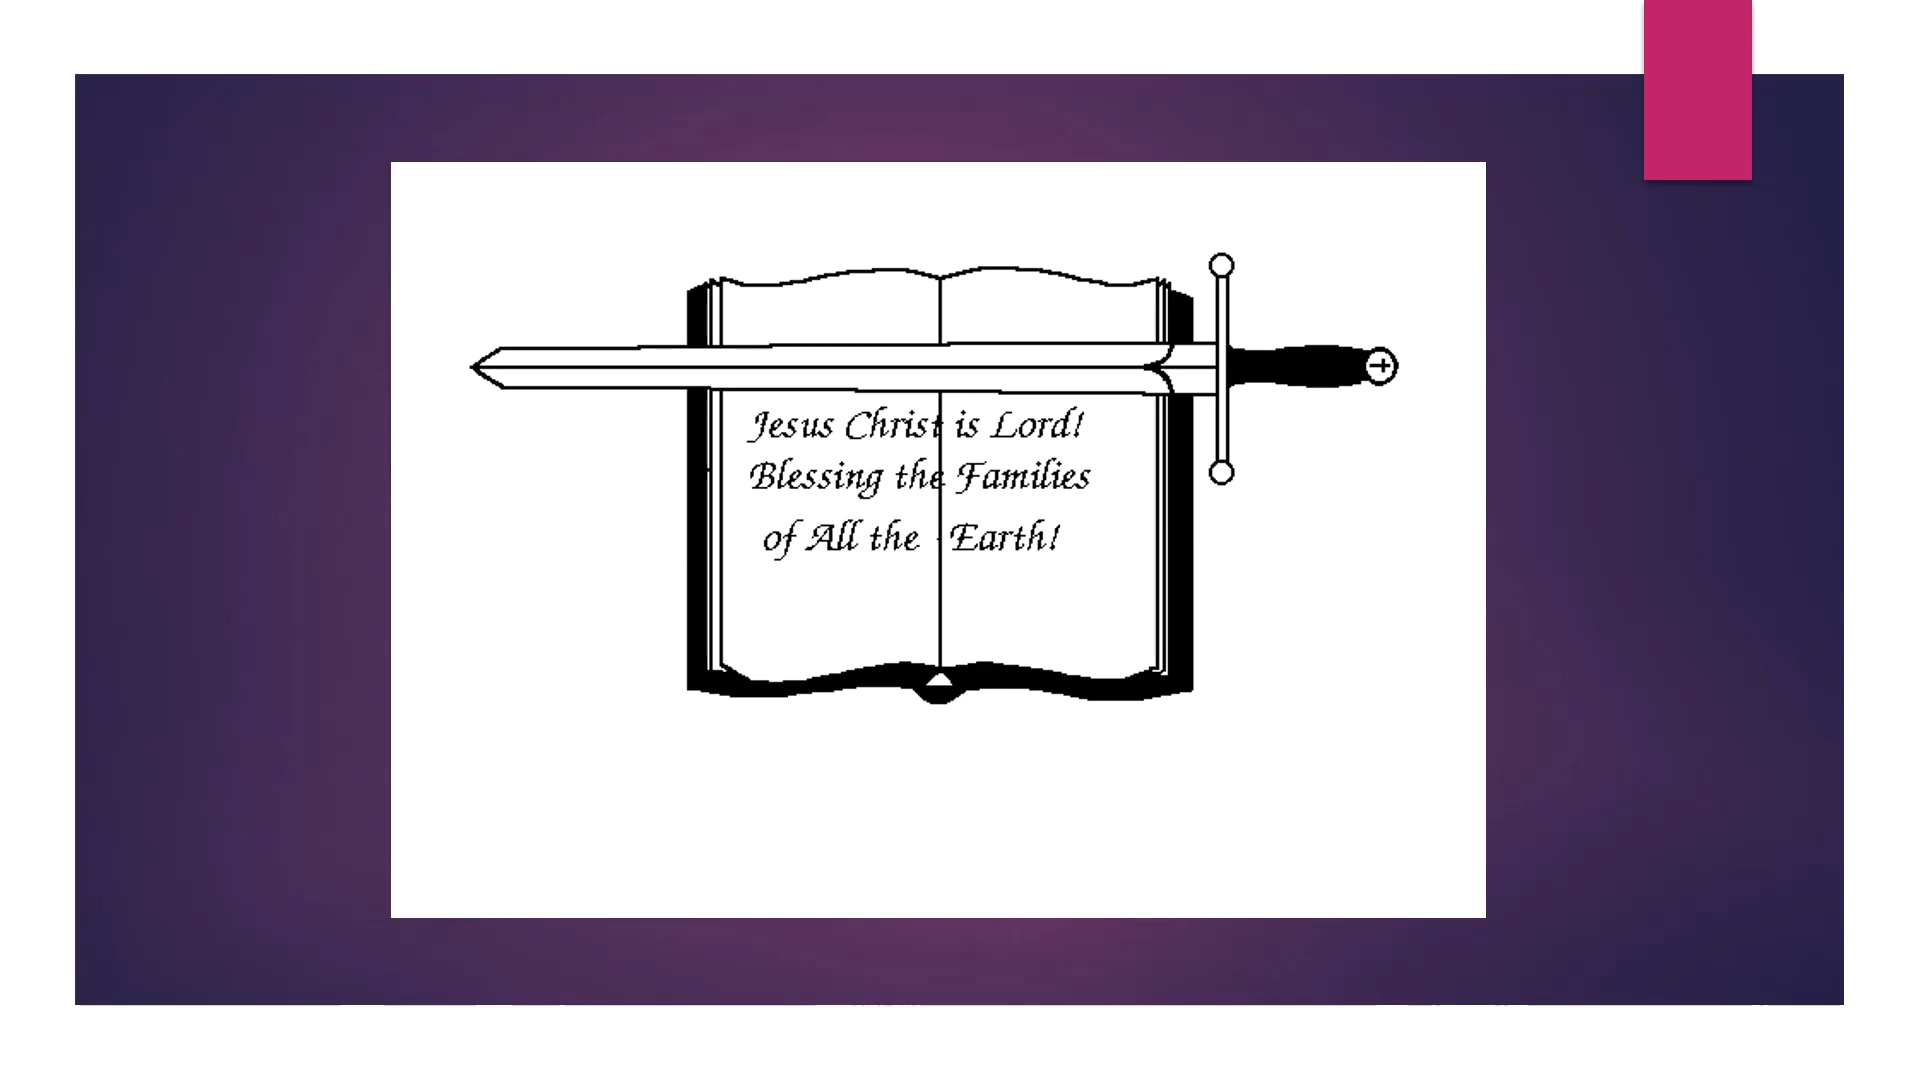 Jesus Christ is Lord!
Blessing the Families
of All the Earth!